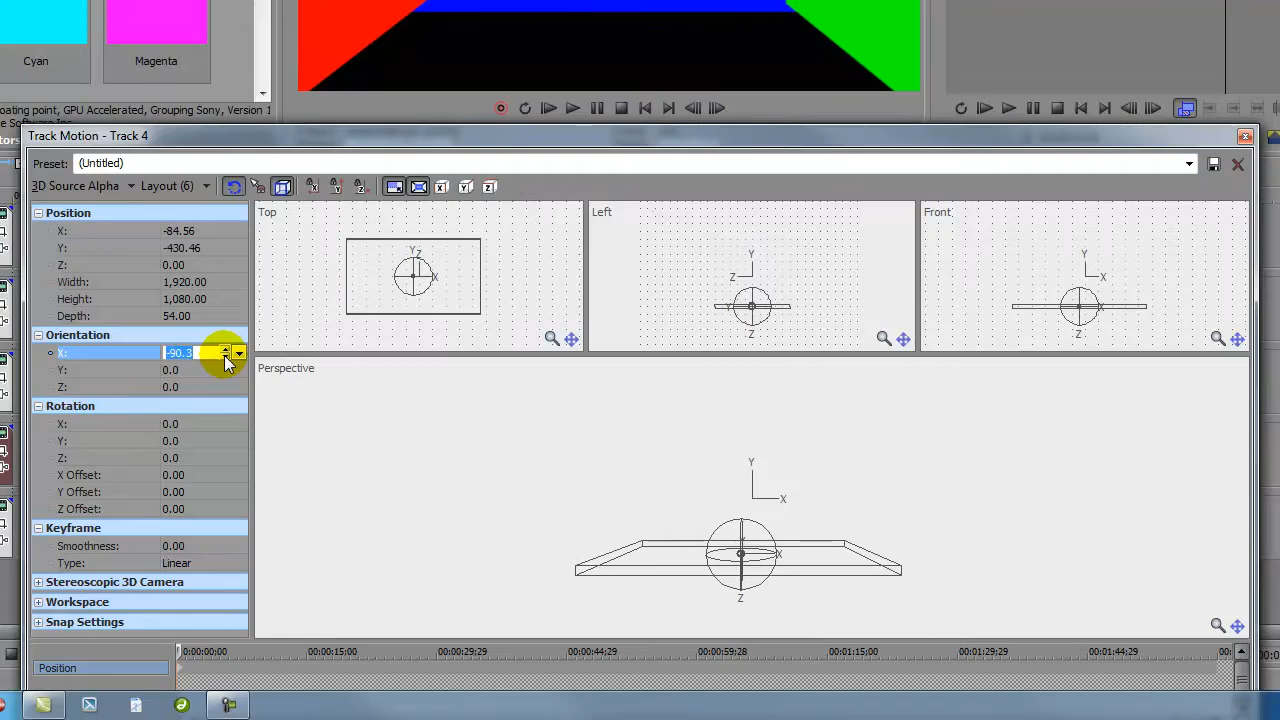 Cyan
Magenta
oating point, GPU Accelerated, Grouping Sony, Version 1
Track Motion - Track 4
Preset: (Untitled)
3D Source Alpha Layout (6)
Position
X: -84.56
Y: -430.46
Z: 0.00
Width: 1,920.00
Height: 1,080.00
Depth: 54.00
Orientation
X: -90.3
Y: 0.0
Z: 0.0
Rotation
X: 0.0
Y: 0.0
Z: 0.0
X Offset: 0.00
Y Offset: 0.00
Z Offset: 0.00
Keyframe
Smoothness: 0.00
Type: Linear
Stereoscopic 3D Camera
Workspace
Snap Settings
Top
Y
Z
X
Left
Y
Z
Y
Z
Front
Y
X
X
Z
Perspective
Y
X
X
Z
0:00:00;00 00:00:15;00 00:00:29;29 00:00:44;29 00:00:59;28 00:01:15;00 00:01:29;29 00:01:44;29 00:
Position